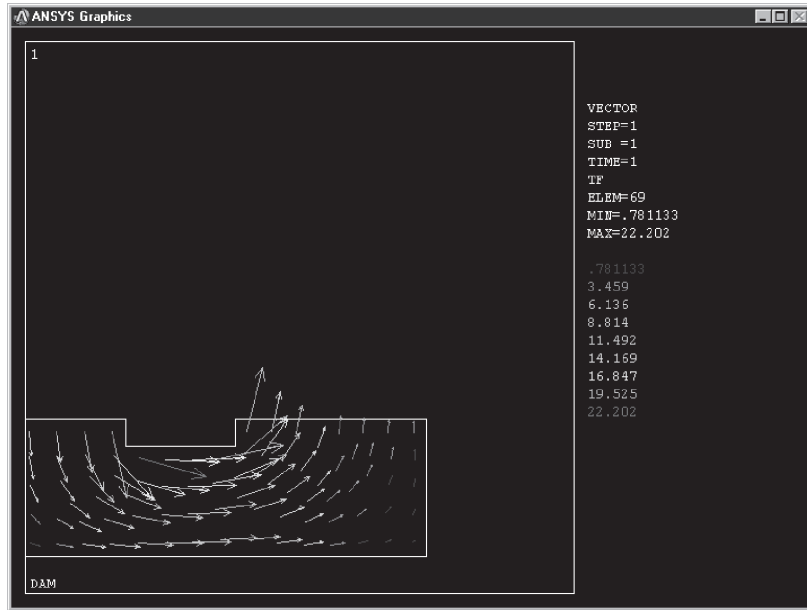 ANSYS Graphics
1
VECTOR
STEP=1
SUB =1
TIME=1
TF
ELEM=69
MIN=.781133
MAX=22.202
.781133
3.459
6.136
8.814
11.492
14.169
16.847
19.525
22.202
DAM